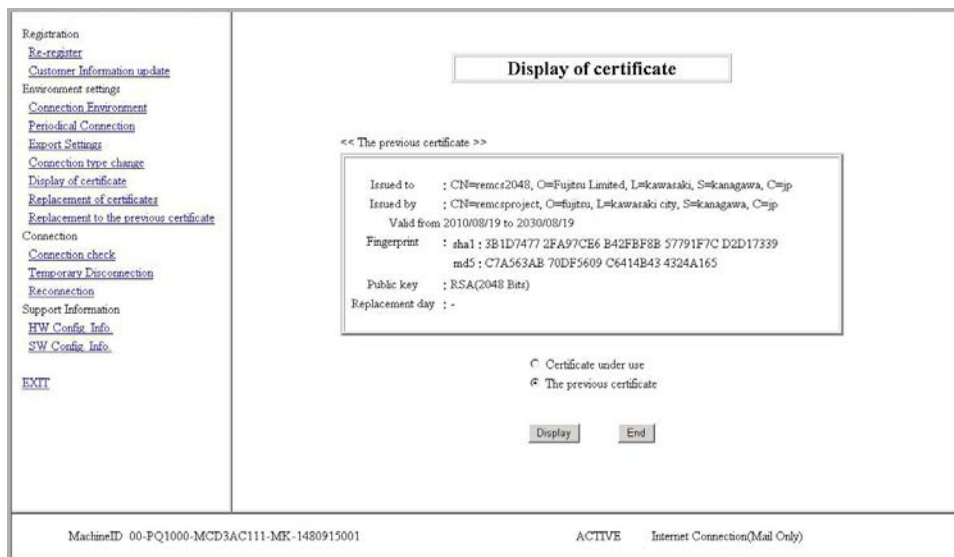 Registration
Re-register
Customer Information update
Environment settings
Connection Environment
Periodical Connection
Export Settings
Connection type change
Display of certificate
Replacement of certificates
Replacement to the previous certificate
Connection
Connection check
Temporary Disconnection
Reconnection
Support Information
HW Config. Info.
SW Config. Info.
EXIT
Display of certificate
<< The previous certificate >>
Issued to : CN=remcs2048, O=Fujitsu Limited, L=kawasaki, S=kanagawa, C=jp
Issued by : CN=remcsproject, O=fujitsu, L=kawasaki city, S=kanagawa, C=jp
Valid from 2010/08/19 to 2030/08/19
Fingerprint : sha1 : 3B1D7477 2FA97CE6 B42FBF8B 57791F7C D2D17339
md5 : C7A563AB 70DF5609 C6414B43 4324A165
Public key : RSA(2048 Bits)
Replacement day : -
Certificate under use
The previous certificate
Display End
MachineID 00-PQ1000-MCD3AC111-MK-1480915001 ACTIVE Internet Connection(Mail Only)